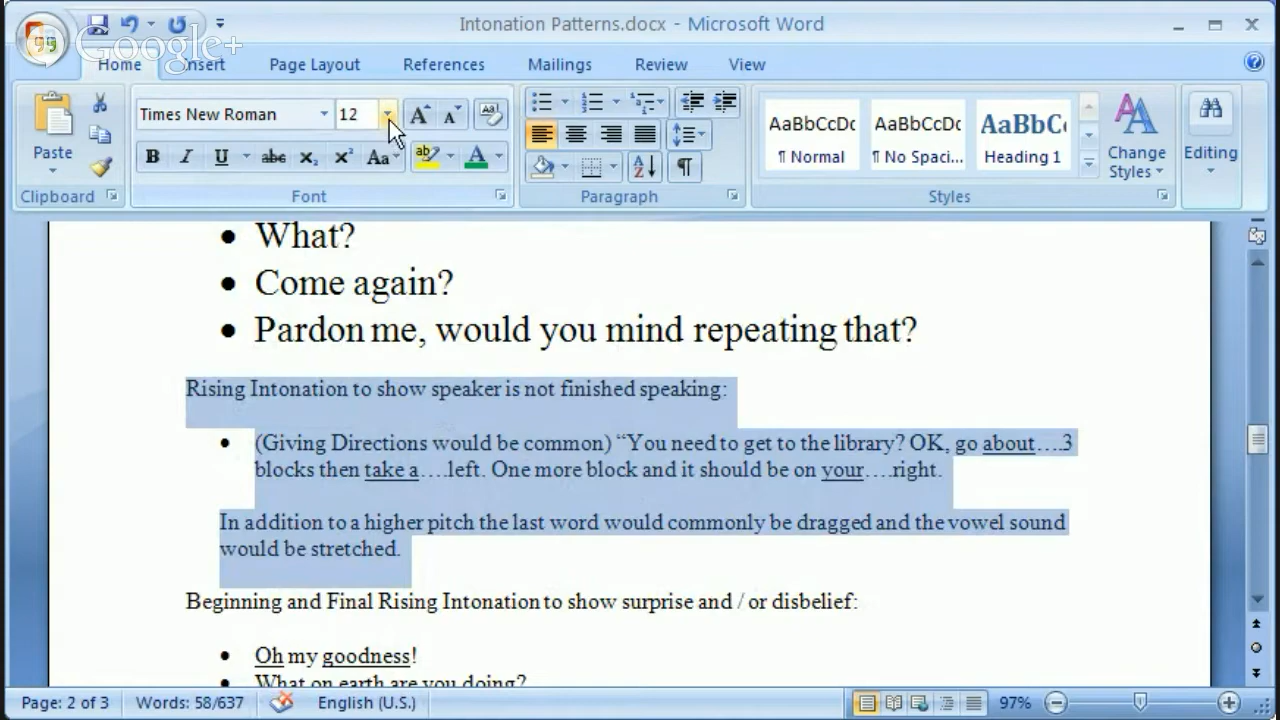 Intonation Patterns.docx - Microsoft Word
Google+
Home Insert Page Layout References Mailings Review View
Times New Roman 12
Paste
AaBbCcDc AaBbCcDc AaBbC
¶ Normal ¶ No Spaci... Heading 1
Change Styles
Editing
Clipboard Font Paragraph Styles
• What?
• Come again?
• Pardon me, would you mind repeating that?
Rising Intonation to show speaker is not finished speaking:
• (Giving Directions would be common) “You need to get to the library? OK, go about….3
blocks then take a….left. One more block and it should be on your….right.
In addition to a higher pitch the last word would commonly be dragged and the vowel sound
would be stretched.
Beginning and Final Rising Intonation to show surprise and / or disbelief:
• Oh my goodness!
• What on earth are you doing?
Page: 2 of 3 Words: 58/637 English (U.S.) 97%